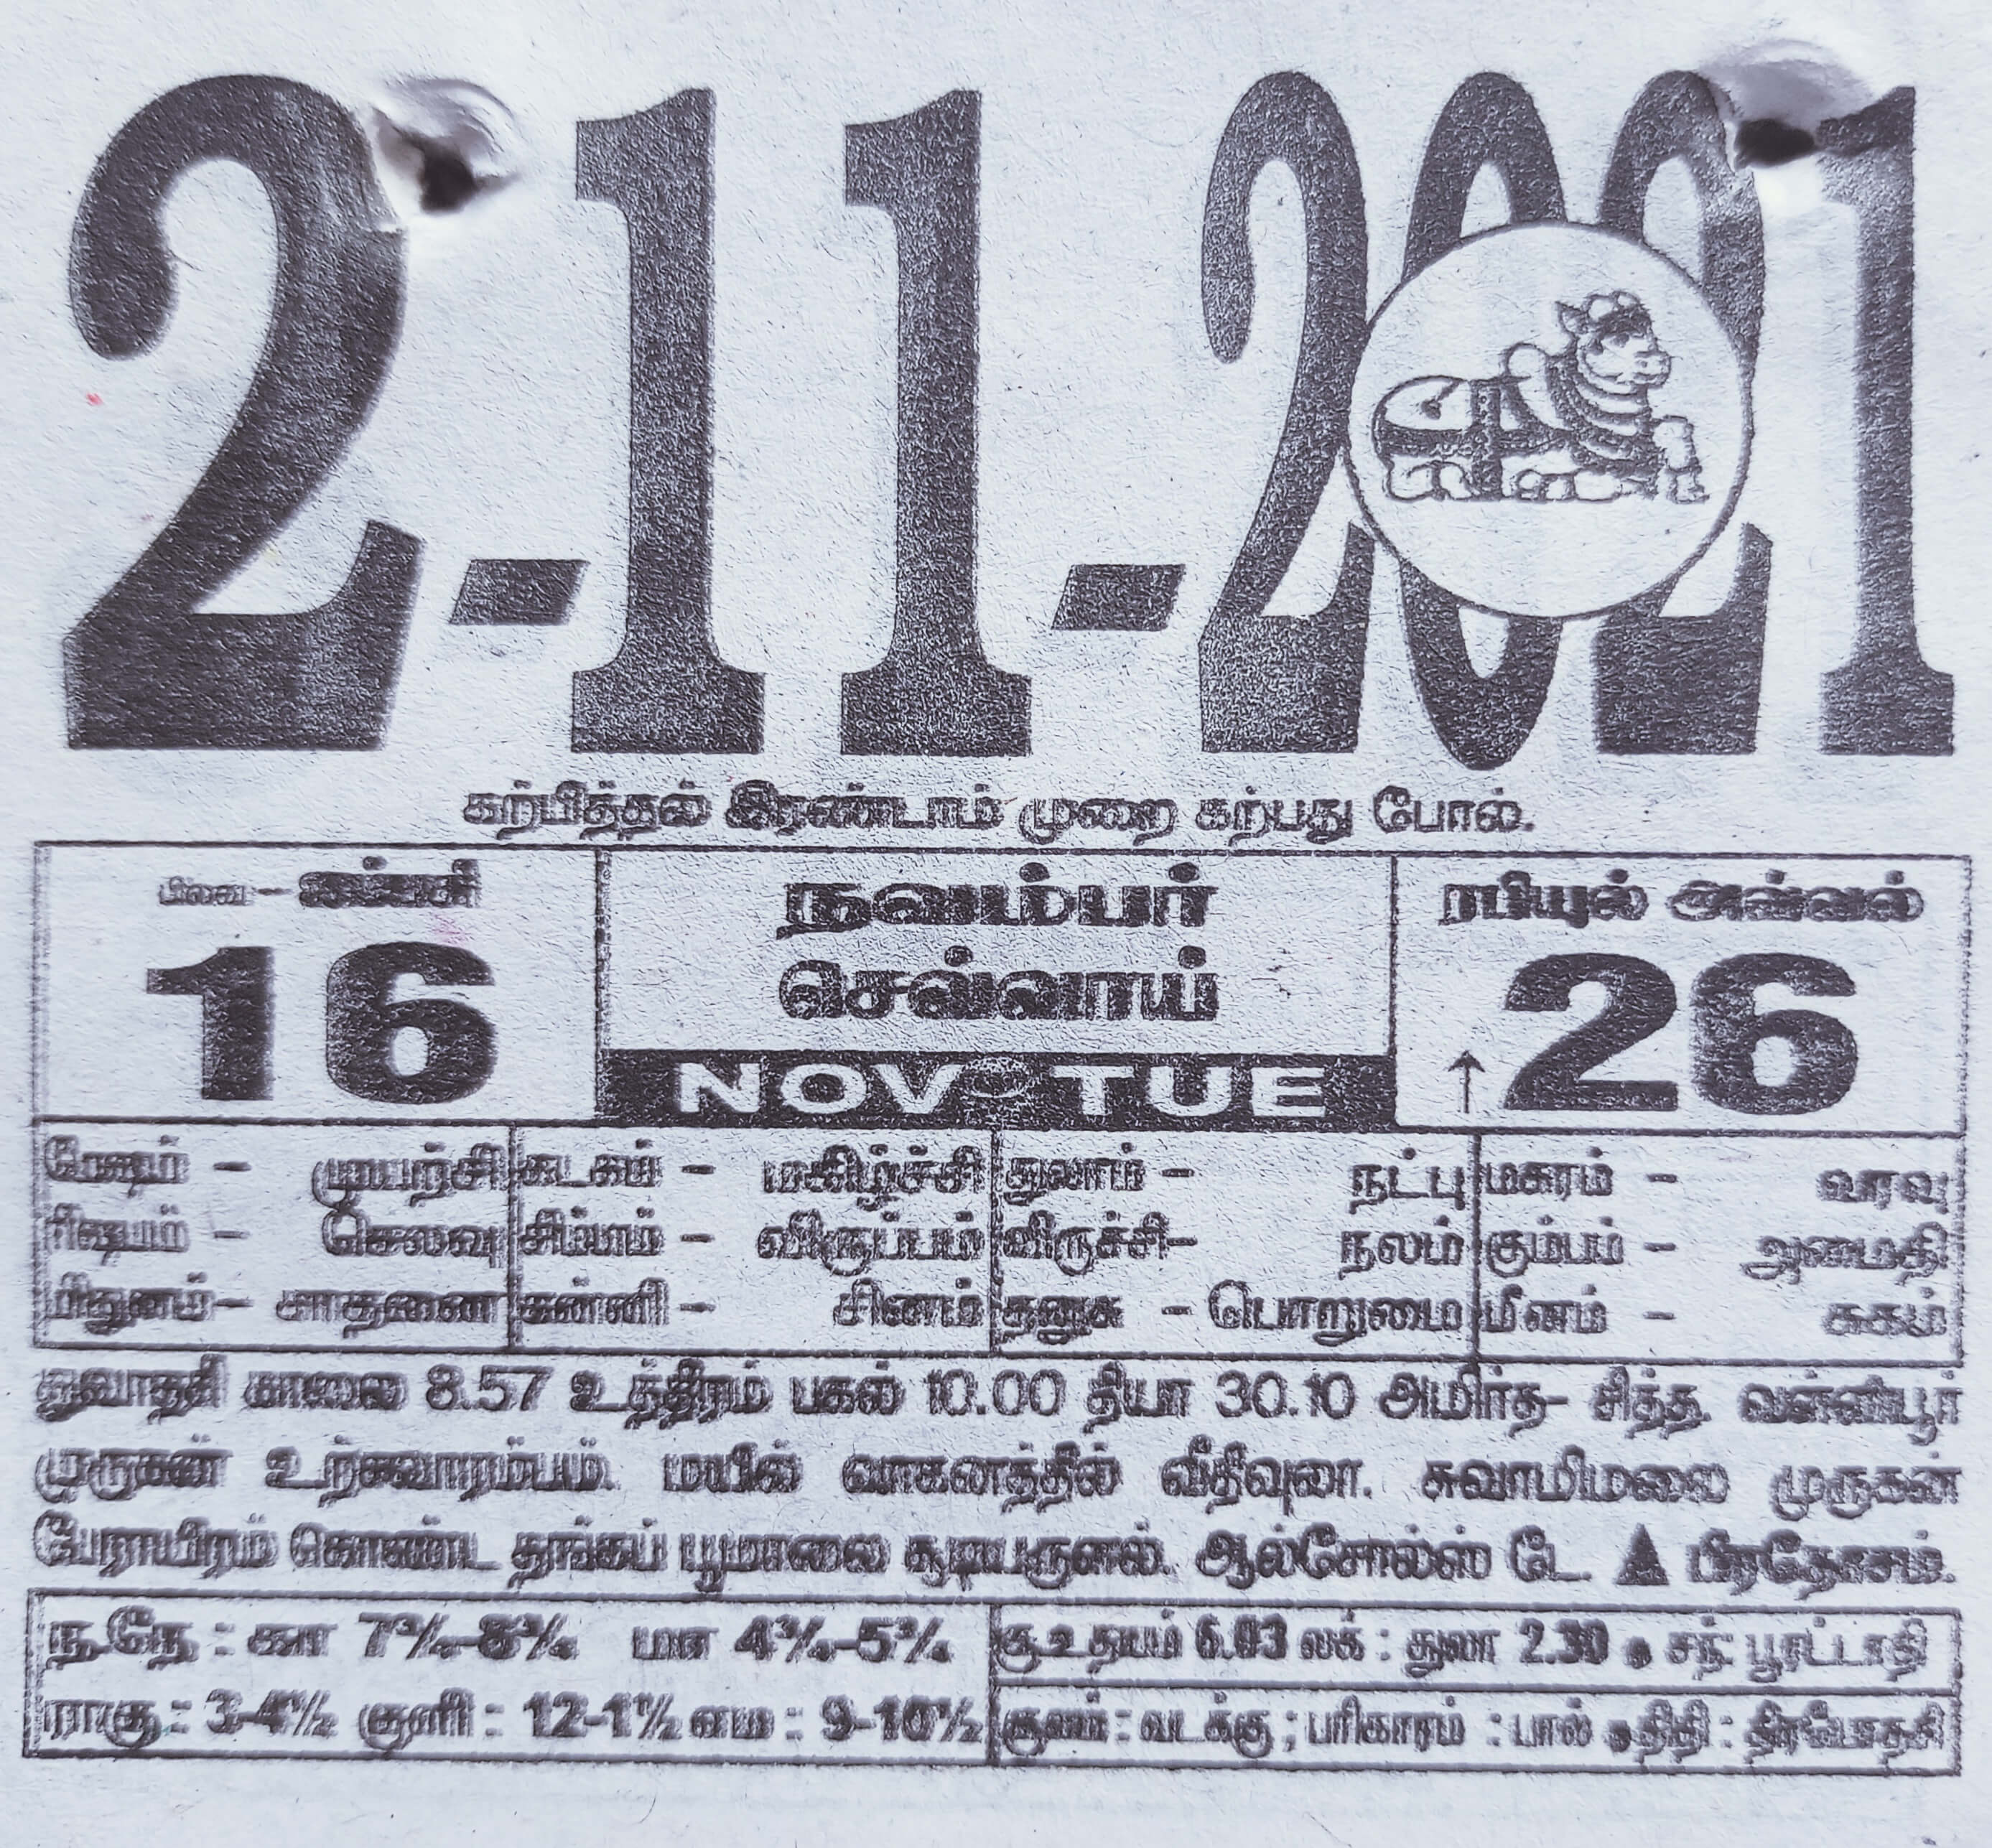 2-11-2021
கற்பித்தல் இரண்டாம் முறை கற்பது போல்.
பிலவ - ஐப்பசி
16
நவம்பர்
செவ்வாய்
NOV TUE
ரபியுல் அவ்வல்
↑ 26
மேஷம் - முயற்சி கடகம் - மகிழ்ச்சி துலாம் - நட்பு மகரம் - வரவு
ரிஷபம் - செலவு சிம்மம் - விருப்பம் விருச்சி- நலம் கும்பம் - அமைதி
மிதுனம் - சாதனை கன்னி - சினம் தனுசு - பொறுமை மீனம் - சுகம்
துவாதசி காலை 8.57 உத்திரம் பகல் 10.00 தியா 30.10 அமிர்த- சித்த. வள்ளியூர்
முருகன் உற்சவாரம்பம். மயில் வாகனத்தில் வீதிவுலா. சுவாமிமலை முருகன்
பேராயிரம் கொண்ட தங்கப் பூமாலை சூடியருளல். ஆல்சோல்ஸ் டே. ▲ பிரதோசம்.
ந.நே : கா 7¾-8¾ மா 4¾-5¾
ராகு : 3-4½ குளி : 12-1½ எம : 9-10½
சூ.உதயம் 6.03 லக் : துலா 2.30 ● சந்: பூரட்டாதி
சூலம் : வடக்கு ; பரிகாரம் : பால் ● திதி : திரயோதசி